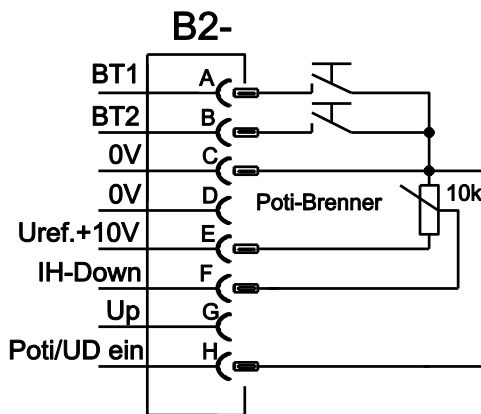 B2-
BT1 A
BT2 B
0V C
0V D
Poti-Brenner 10k
Uref.+10V E
IH-Down F
Up G
Poti/UD ein H